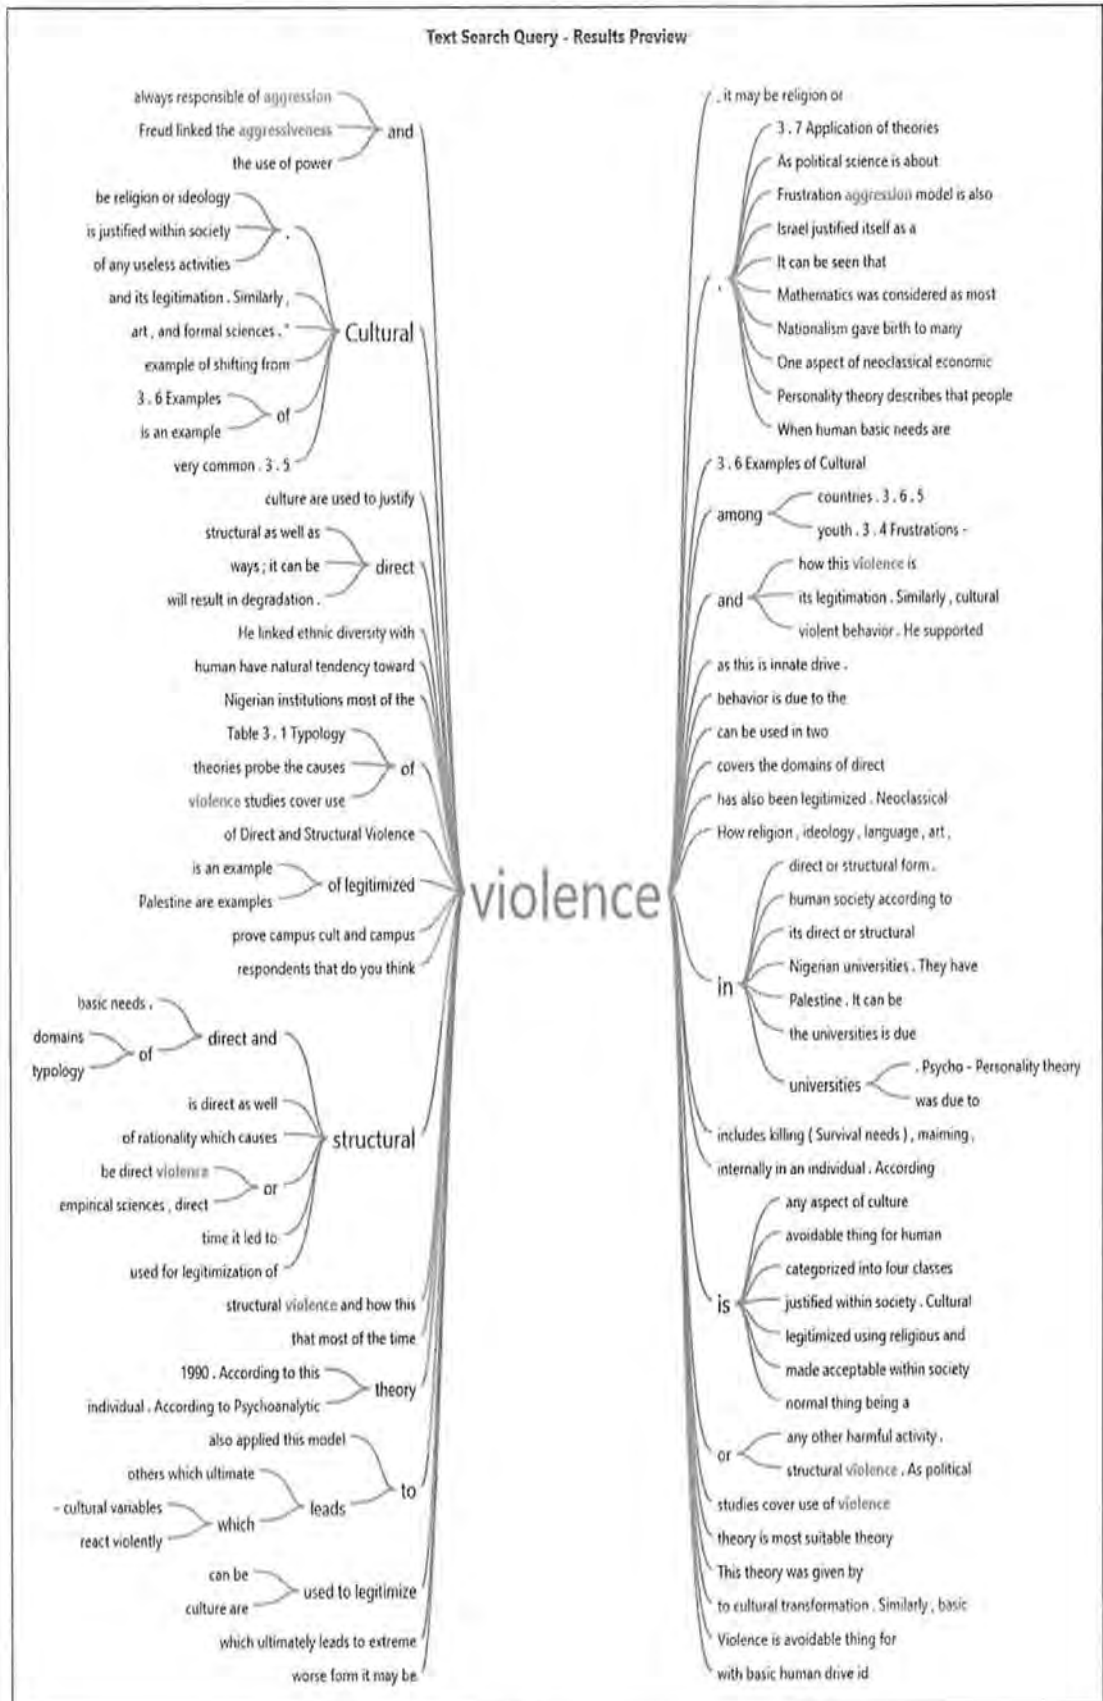 Text Search Query - Results Preview
always responsible of aggression
Freud linked the aggressiveness
the use of power
and
be religion or ideology
is justified within society
of any useless activities
.
and its legitimation . Similarly ,
art , and formal sciences . "
example of shifting from
3 . 6 Examples
is an example
of
very common . 3 . 5
Cultural
culture are used to justify
structural as well as
ways ; it can be
will result in degradation .
direct
He linked ethnic diversity with
human have natural tendency toward
Nigerian institutions most of the
Table 3 . 1 Typology
theories probe the causes
violence studies cover use
of
of Direct and Structural Violence
is an example
Palestine are examples
of legitimized
prove campus cult and campus
respondents that do you think
basic needs .
domains
typology
of
direct and
is direct as well
of rationality which causes
be direct violence
empirical sciences , direct
or
time it led to
used for legitimization of
structural
structural violence and how this
that most of the time
1990 . According to this
individual . According to Psychoanalytic
theory
also applied this model
others which ultimate
- cultural variables
react violently
which
leads
to
can be
culture are
used to legitimize
which ultimately leads to extreme
worse form it may be
violence
, it may be religion or
.
3 . 7 Application of theories
As political science is about
Frustration aggression model is also
Israel justified itself as a
It can be seen that
Mathematics was considered as most
Nationalism gave birth to many
One aspect of neoclassical economic
Personality theory describes that people
When human basic needs are
3 . 6 Examples of Cultural
among
countries . 3 . 6 . 5
youth . 3 . 4 Frustrations -
and
how this violence is
its legitimation . Similarly , cultural
violent behavior . He supported
as this is innate drive .
behavior is due to the
can be used in two
covers the domains of direct
has also been legitimized . Neoclassical
How religion , ideology , language , art ,
in
direct or structural form .
human society according to
its direct or structural
Nigerian universities . They have
Palestine . It can be
the universities is due
universities
. Psycho - Personality theory
was due to
includes killing ( Survival needs ) , maiming ,
internally in an individual . According
is
any aspect of culture
avoidable thing for human
categorized into four classes
justified within society . Cultural
legitimized using religious and
made acceptable within society
normal thing being a
or
any other harmful activity .
structural violence . As political
studies cover use of violence
theory is most suitable theory
This theory was given by
to cultural transformation . Similarly , basic
Violence is avoidable thing for
with basic human drive id